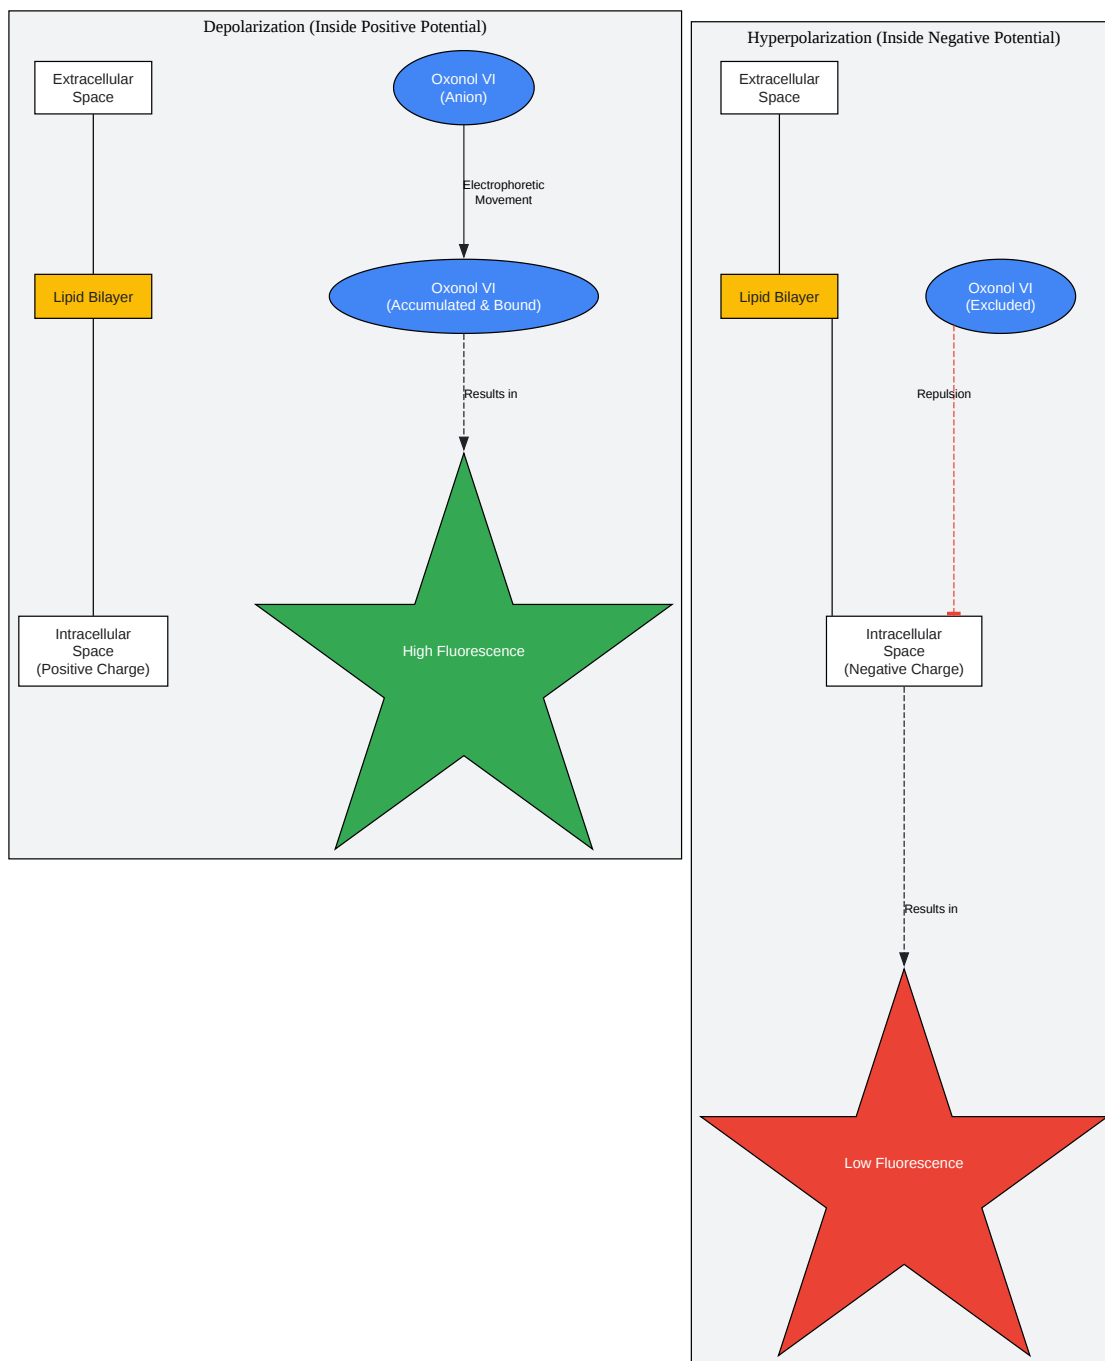 Depolarization (Inside Positive Potential)
Extracellular
Space
Oxonol VI
(Anion)
Electrophoretic
Movement
Lipid Bilayer
Oxonol VI
(Accumulated & Bound)
Results in
Intracellular
Space
(Positive Charge)
High Fluorescence
Hyperpolarization (Inside Negative Potential)
Extracellular
Space
Lipid Bilayer
Oxonol VI
(Excluded)
Repulsion
Intracellular
Space
(Negative Charge)
Results in
Low Fluorescence